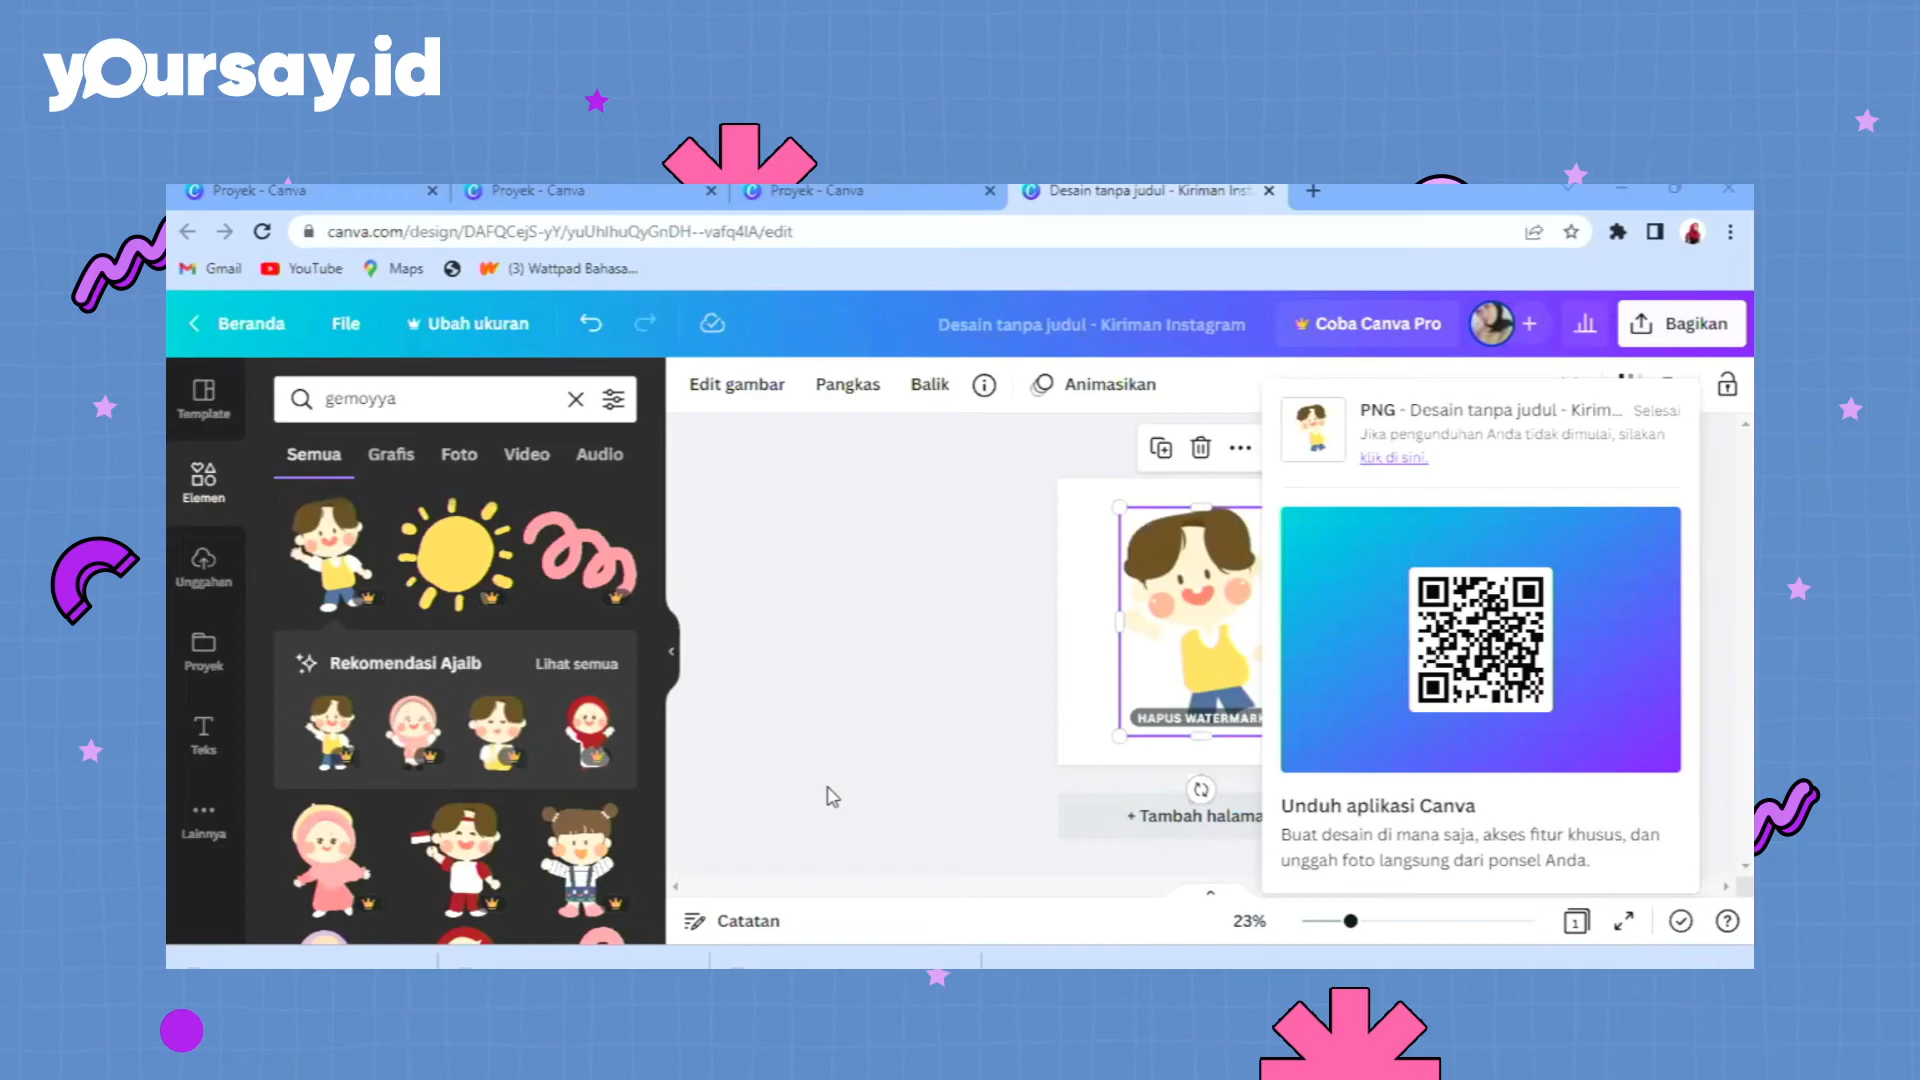 yoursay.id
Proyek - Canva
Proyek - Canva
Proyek - Canva
Desain tanpa judul - Kiriman Inst
canva.com/design/DAFQCejS-yY/yuUhIhuQyGnDH--vafq4lA/edit
Gmail
YouTube
Maps
(3) Wattpad Bahasa...
Beranda
File
Ubah ukuran
Desain tanpa judul - Kiriman Instagram
Coba Canva Pro
Bagikan
Template
Elemen
Unggahan
Proyek
Teks
Lainnya
gemoyya
Semua
Grafis
Foto
Video
Audio
Rekomendasi Ajaib
Lihat semua
Edit gambar
Pangkas
Balik
Animasikan
HAPUS WATERMARK
+ Tambah halama
PNG - Desain tanpa judul - Kirim...
Selesai
Jika pengunduhan Anda tidak dimulai, silakan
klik di sini.
Unduh aplikasi Canva
Buat desain di mana saja, akses fitur khusus, dan
unggah foto langsung dari ponsel Anda.
Catatan
23%
1